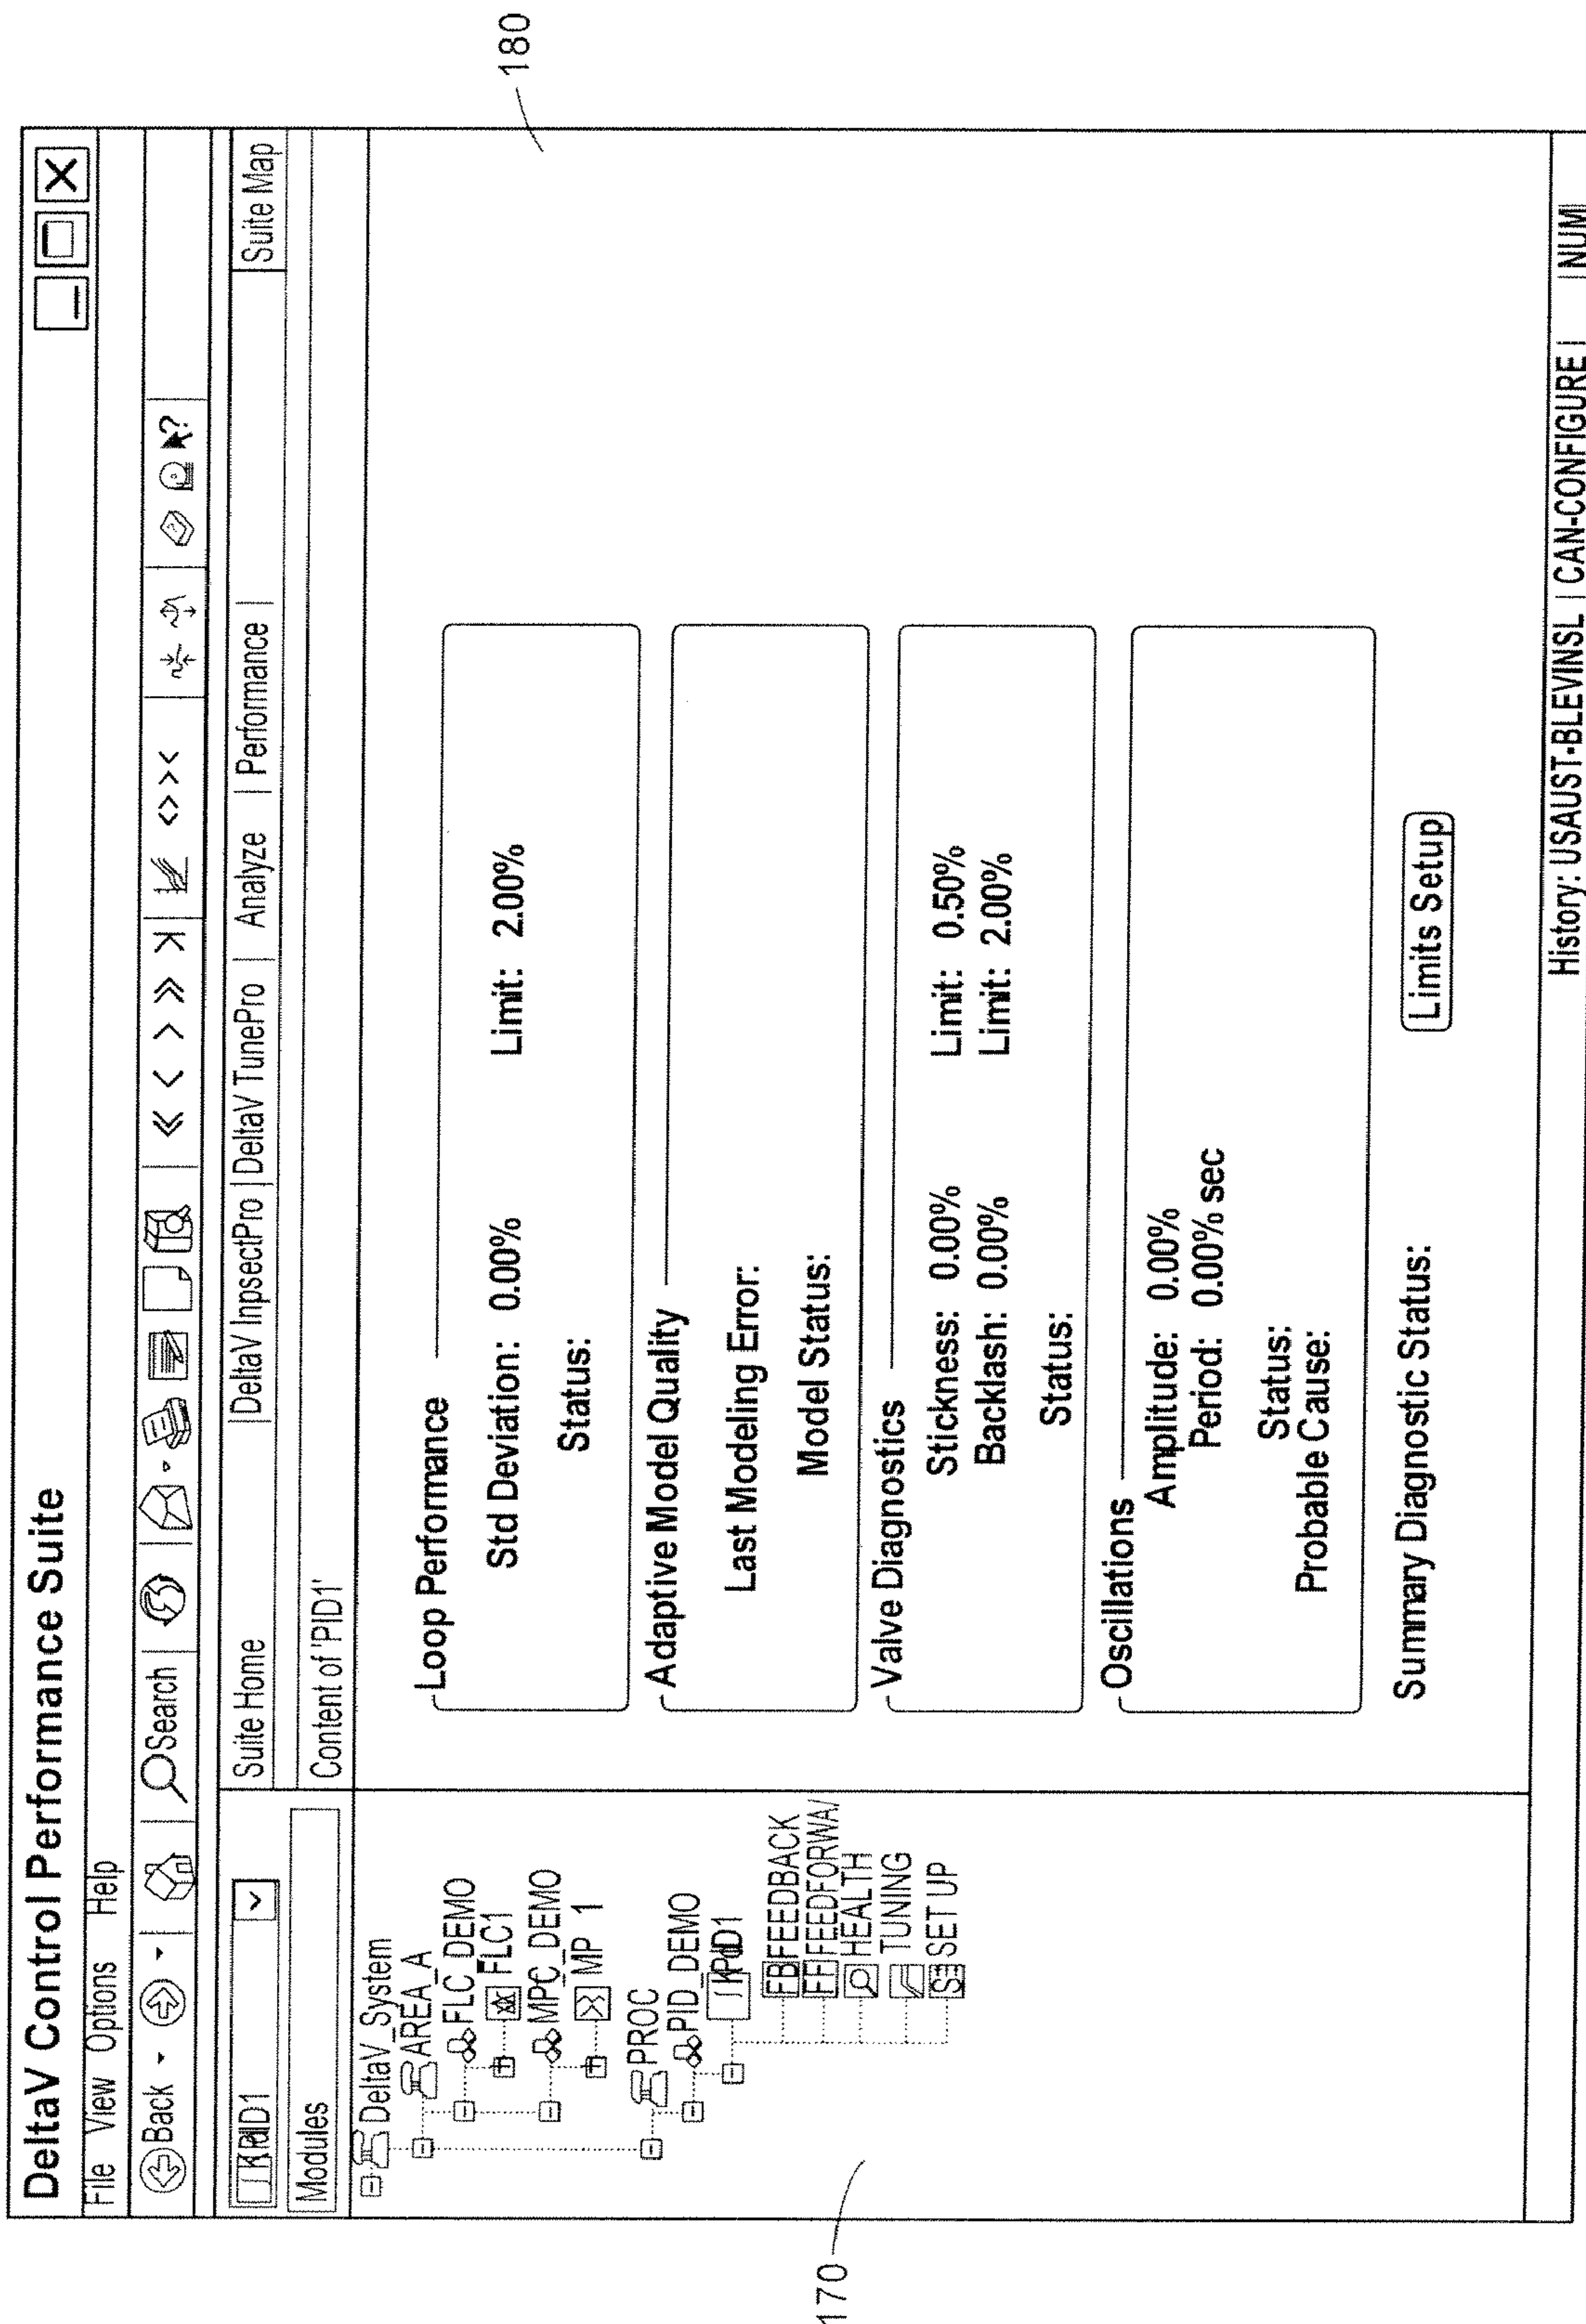 DeltaV Control Performance Suite
File View Options Help
Back Search
PID1
Suite Home | DeltaV InpsectPro | DeltaV TunePro | Analyze | Performance | Suite Map
Modules
Content of 'PID1'
DeltaV_System
AREA_A
FLC_DEMO
FLC1
MPC_DEMO
MP 1
PROC
PID_DEMO
PID1
FB FEEDBACK
FF FEEDFORWA/
HEALTH
TUNING
SET UP
Loop Performance
Std Deviation: 0.00% Limit: 2.00%
Status:
Adaptive Model Quality
Last Modeling Error:
Model Status:
Valve Diagnostics
Stickness: 0.00% Limit: 0.50%
Backlash: 0.00% Limit: 2.00%
Status:
Oscillations
Amplitude: 0.00%
Period: 0.00% sec
Status:
Probable Cause:
Summary Diagnostic Status: Limits Setup
History: USAUST-BLEVINSL | CAN-CONFIGURE | | NUM
170
180